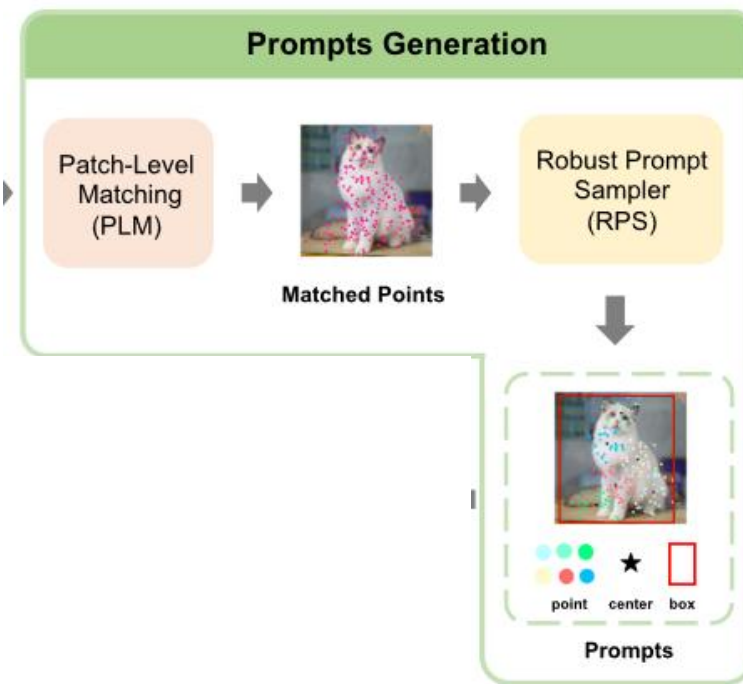 Prompts Generation
Patch-Level
Matching
(PLM)
Matched Points
Robust Prompt
Sampler
(RPS)
point center box
Prompts